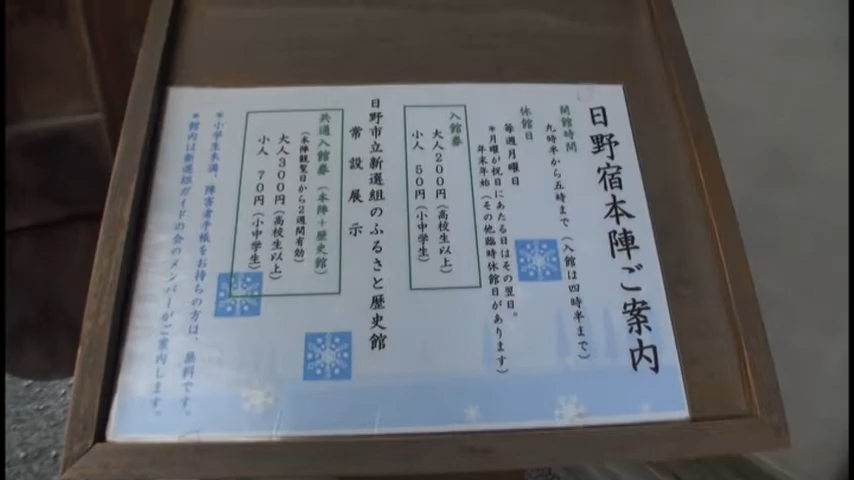 日野宿本陣ご案内
開館時間
九時半から五時まで(入館は四時半まで)
休館日
毎週月曜日
*月曜が祝日にあたる日はその翌日。
年末年始(その他臨時休館日があります)
入館券
大人200円(高校生以上)
小人 50円(小中学生)
日野市立新選組のふるさと歴史館
常設展示
共通入館券(本陣+歴史館)
(本陣観覧日から2週間有効)
大人300円(高校生以上)
小人 70円(小中学生)
*小学生未満、障害者手帳をお持ちの方は、無料です。
*館内は新選組ガイドの会のメンバーがご案内します。